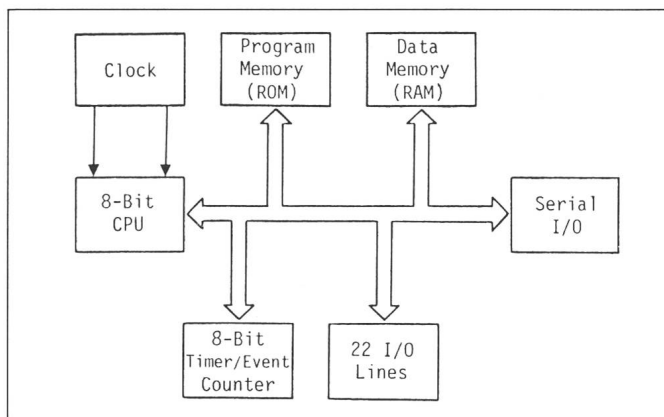 Clock
Program
Memory
(ROM)
Data
Memory
(RAM)
8-Bit
CPU
Serial
I/O
8-Bit
Timer/Event
Counter
22 I/O
Lines